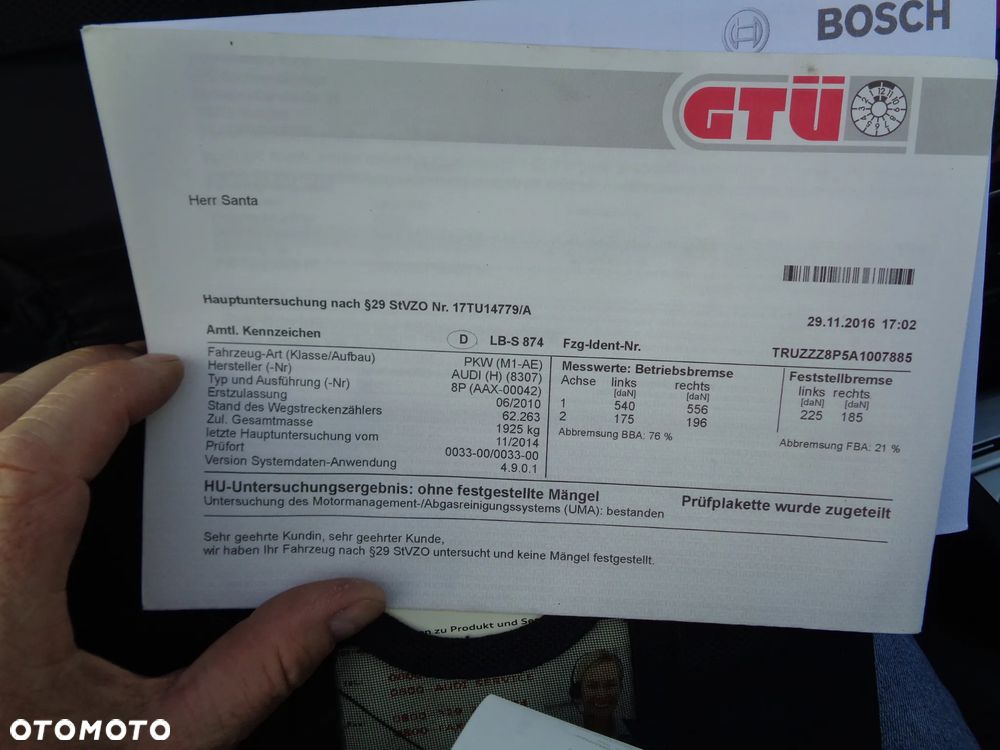 BOSCH
GTÜ
Herr Santa
Hauptuntersuchung nach §29 StVZO Nr. 17TU14779/A
29.11.2016 17:02
Amtl. Kennzeichen D LB-S 874 Fzg-Ident-Nr. TRUZZZ8P5A1007885
Fahrzeug-Art (Klasse/Aufbau) PKW (M1-AE)
Hersteller (-Nr) AUDI (H) (8307)
Typ und Ausführung (-Nr) 8P (AAX-00042)
Erstzulassung 06/2010
Stand des Wegstreckenzählers 62.263
Zul. Gesamtmasse 1925 kg
letzte Hauptuntersuchung vom 11/2014
Prüfort 0033-00/0033-00
Version Systemdaten-Anwendung 4.9.0.1
Messwerte: Betriebsbremse
Achse links rechts
[daN] [daN]
1 540 556
2 175 196
Abbremsung BBA: 76 %
Feststellbremse
links rechts
[daN] [daN]
225 185
Abbremsung FBA: 21 %
HU-Untersuchungsergebnis: ohne festgestellte Mängel Prüfplakette wurde zugeteilt
Untersuchung des Motormanagement-/Abgasreinigungssystems (UMA): bestanden
Sehr geehrte Kundin, sehr geehrter Kunde,
wir haben Ihr Fahrzeug nach §29 StVZO untersucht und keine Mängel festgestellt.
zu Produkt und
OTOMOTO